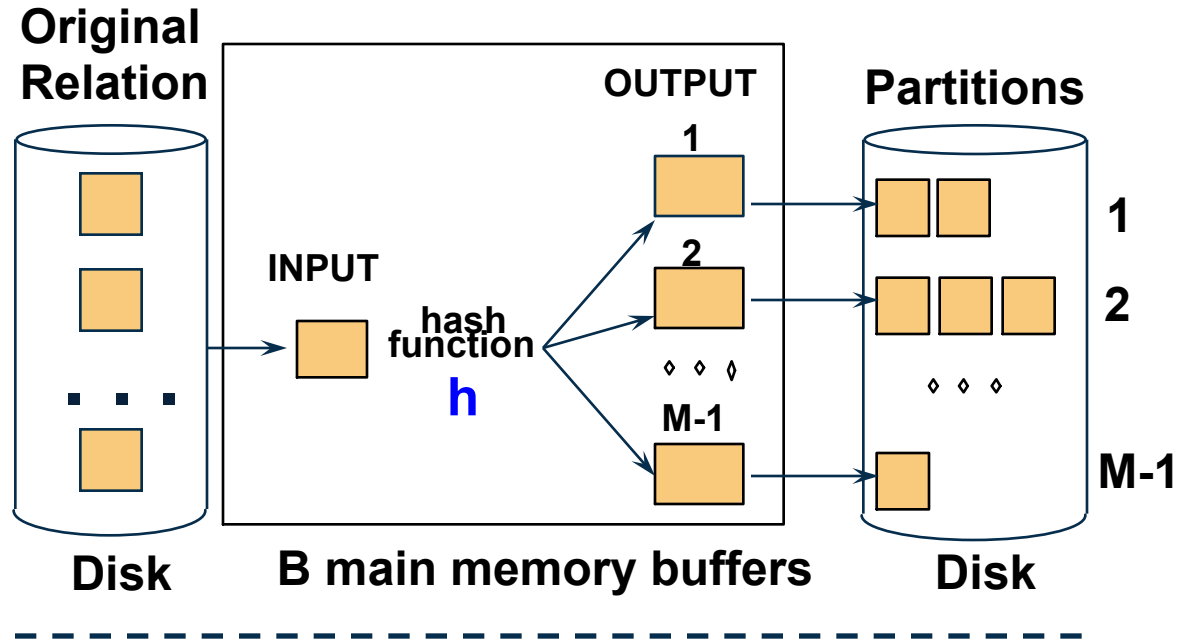 Original
Relation
OUTPUT
Partitions
1
1
INPUT
2
2
hash
function
h
M-1
M-1
Disk
B main memory buffers
Disk